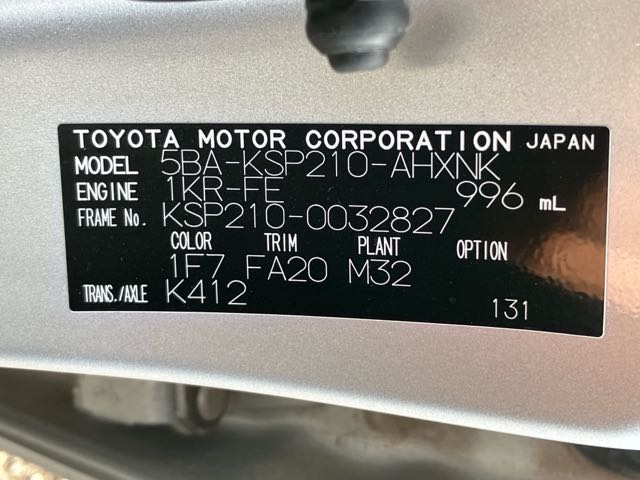 TOYOTA MOTOR CORPORATION JAPAN
MODEL 5BA-KSP210-AHXNK
ENGINE 1KR-FE 996 mL
FRAME No. KSP210-0032827
COLOR TRIM PLANT OPTION
1F7 FA20 M32
TRANS./AXLE K412
131